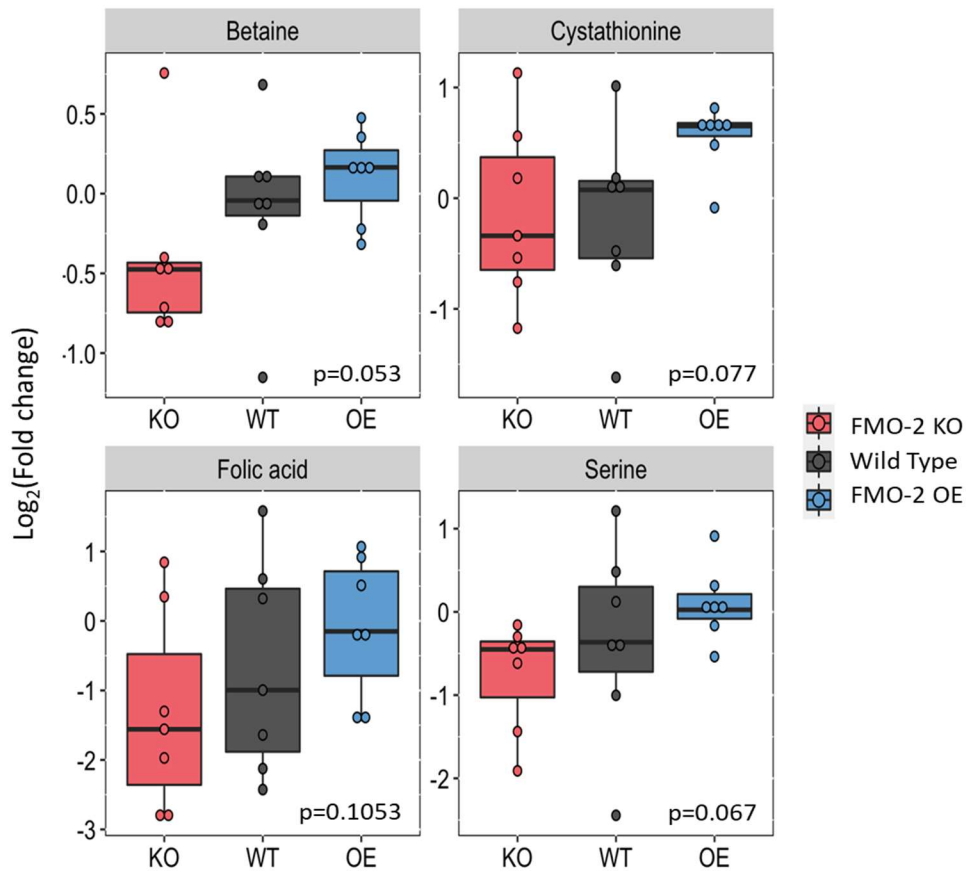 Betaine
Cystathionine
0.5
0.0
-0.5
-1.0
p=0.053
KO WT OE
1
0
-1
p=0.077
KO WT OE
Log2(Fold change)
Folic acid
Serine
1
0
-1
-2
-3
p=0.1053
KO WT OE
1
0
-1
-2
p=0.067
KO WT OE
FMO-2 KO
Wild Type
FMO-2 OE